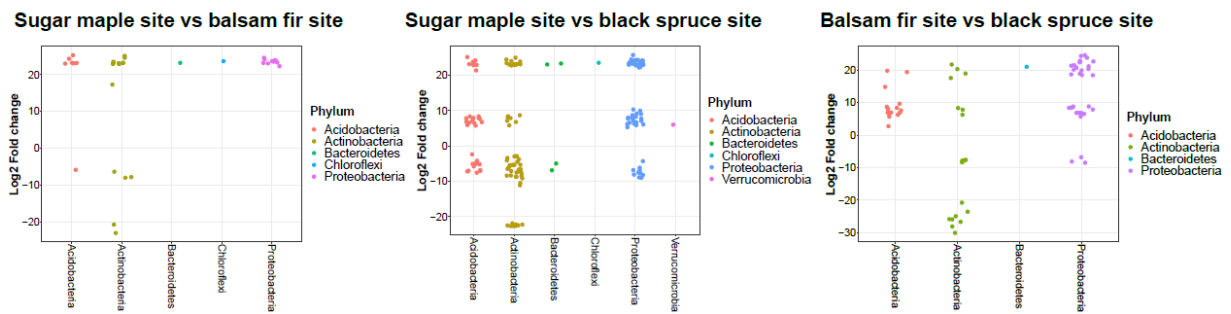 Sugar maple site vs balsam fir site
Log2 Fold change
20
10
0
−10
−20
Acidobacteria
Actinobacteria
Bacteroidetes
Chloroflexi
Proteobacteria
Phylum
Acidobacteria
Actinobacteria
Bacteroidetes
Chloroflexi
Proteobacteria
Sugar maple site vs black spruce site
Log2 Fold change
20
10
0
−10
−20
Acidobacteria
Actinobacteria
Bacteroidetes
Chloroflexi
Proteobacteria
Verrucomicrobia
Phylum
Acidobacteria
Actinobacteria
Bacteroidetes
Chloroflexi
Proteobacteria
Verrucomicrobia
Balsam fir site vs black spruce site
Log2 Fold change
20
10
0
−10
−20
−30
Acidobacteria
Actinobacteria
Bacteroidetes
Proteobacteria
Phylum
Acidobacteria
Actinobacteria
Bacteroidetes
Proteobacteria